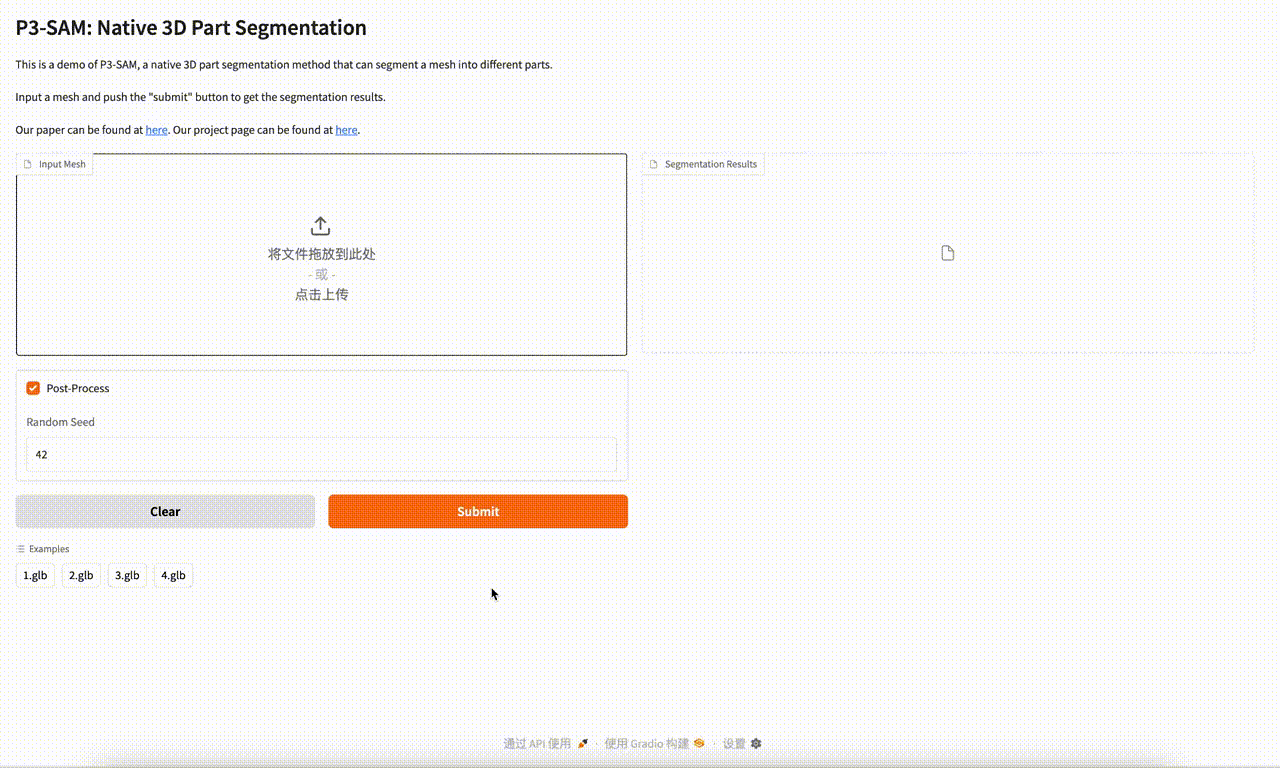 P3-SAM: Native 3D Part Segmentation
This is a demo of P3-SAM, a native 3D part segmentation method that can segment a mesh into different parts.
Input a mesh and push the "submit" button to get the segmentation results.
Our paper can be found at here. Our project page can be found at here.
Input Mesh
将文件拖放到此处
- 或 -
点击上传
Segmentation Results
Post-Process
Random Seed
42
Clear
Submit
Examples
1.glb
2.glb
3.glb
4.glb
通过 API 使用 · 使用 Gradio 构建 · 设置